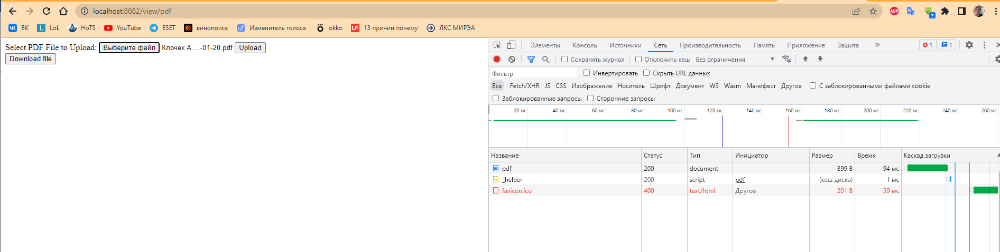 localhost:8082/view/pdf
ABP
?
ВК LoL HoTS YouTube ESET кинопоиск Изменитель голоса okko LF 13 причин почему ЛКС МИРЭА
Select PDF File to Upload: Выберите файл Клочек А....-01-20.pdf Upload
Download file
Элементы Консоль Источники Сеть Производительность Память Приложение Защита » 1 1
Сохранять журнал Отключить кеш Без ограничения
Фильтр Инвертировать Скрыть URL данных
Все Fetch/XHR JS CSS Изображение Носитель Шрифт Документ WS Wasm Манифест Другое С заблокированными файлами cookie
Заблокированные запросы Сторонние запросы
20 мс 40 мс 60 мс 80 мс 100 мс 120 мс 140 мс 160 мс 180 мс 200 мс 220 мс 240 мс 260 мс
Название Статус Тип Инициатор Размер Время Каскад загрузки
pdf 200 document 899 B 94 мс
_helper 200 script pdf (кеш диска) 1 мс
favicon.ico 400 text/html Другое 201 B 59 мс